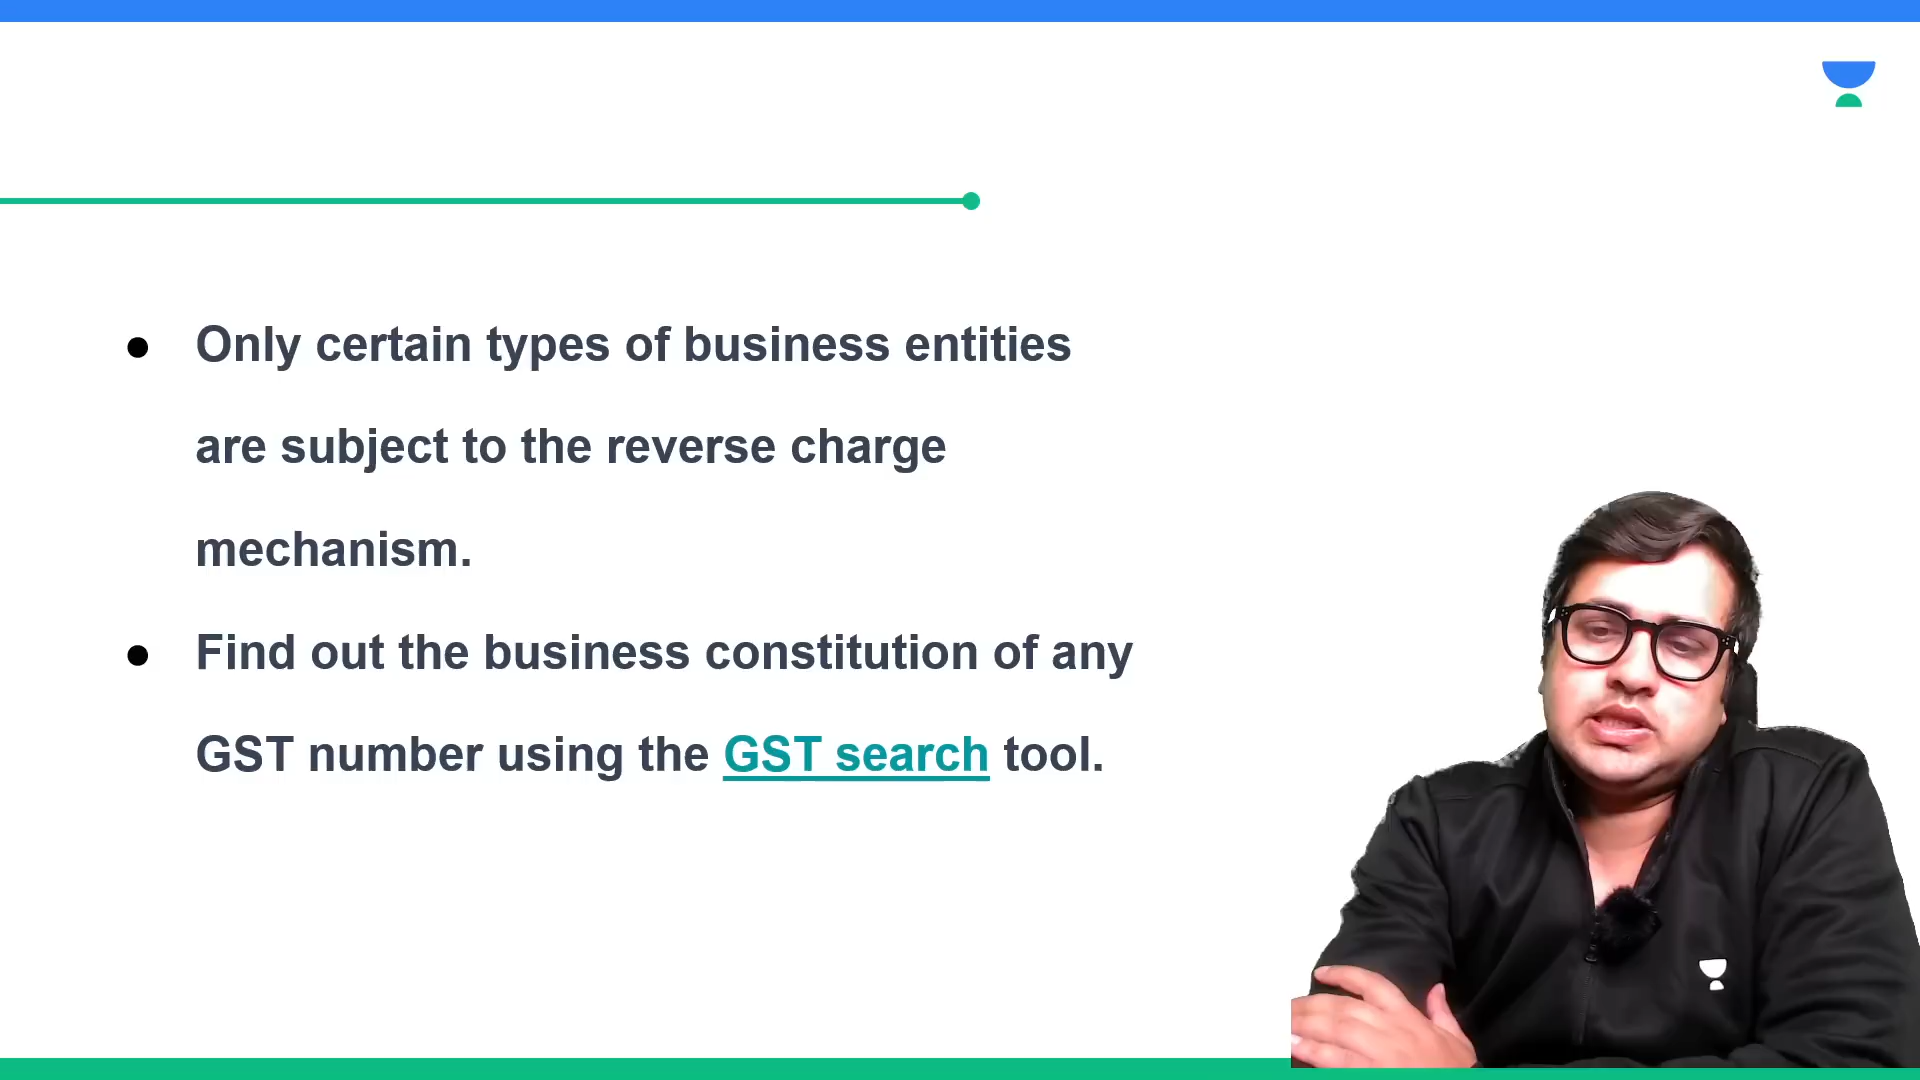 Only certain types of business entities
are subject to the reverse charge
mechanism.
Find out the business constitution of any
GST number using the GST search tool.